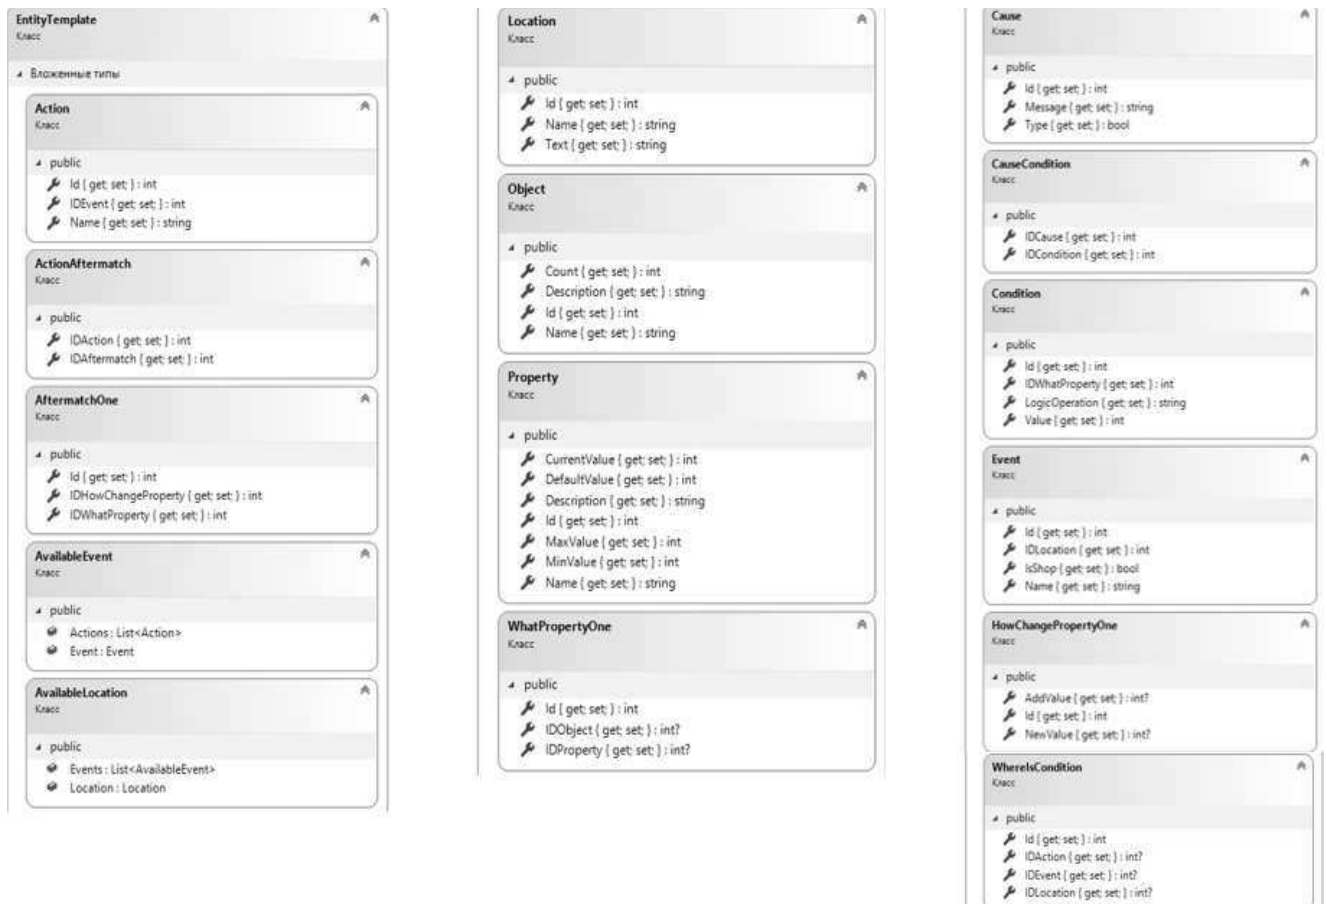 EntityTemplate
Класс
Вложенные типы
Action
Класс
public
Id { get; set; } : int
IDEvent { get; set; } : int
Name { get; set; } : string
ActionAftermatch
Класс
public
IDAction { get; set; } : int
IDAftermatch { get; set; } : int
AftermatchOne
Класс
public
Id { get; set; } : int
IDHowChangeProperty { get; set; } : int
IDWhatProperty { get; set; } : int
AvailableEvent
Класс
public
Actions : List<Action>
Event : Event
AvailableLocation
Класс
public
Events : List<AvailableEvent>
Location : Location
Location
Класс
public
Id { get; set; } : int
Name { get; set; } : string
Text { get; set; } : string
Object
Класс
public
Count { get; set; } : int
Description { get; set; } : string
Id { get; set; } : int
Name { get; set; } : string
Property
Класс
public
CurrentValue { get; set; } : int
DefaultValue { get; set; } : int
Description { get; set; } : string
Id { get; set; } : int
MaxValue { get; set; } : int
MinValue { get; set; } : int
Name { get; set; } : string
WhatPropertyOne
Класс
public
Id { get; set; } : int
IDObject { get; set; } : int?
IDProperty { get; set; } : int?
Cause
Класс
public
Id { get; set; } : int
Message { get; set; } : string
Type { get; set; } : bool
CauseCondition
Класс
public
IDCause { get; set; } : int
IDCondition { get; set; } : int
Condition
Класс
public
Id { get; set; } : int
IDWhatProperty { get; set; } : int
LogicOperation { get; set; } : string
Value { get; set; } : int
Event
Класс
public
Id { get; set; } : int
IDLocation { get; set; } : int
IsShop { get; set; } : bool
Name { get; set; } : string
HowChangePropertyOne
Класс
public
AddValue { get; set; } : int?
Id { get; set; } : int
NewValue { get; set; } : int?
WhereIsCondition
Класс
public
Id { get; set; } : int
IDAction { get; set; } : int?
IDEvent { get; set; } : int?
IDLocation { get; set; } : int?